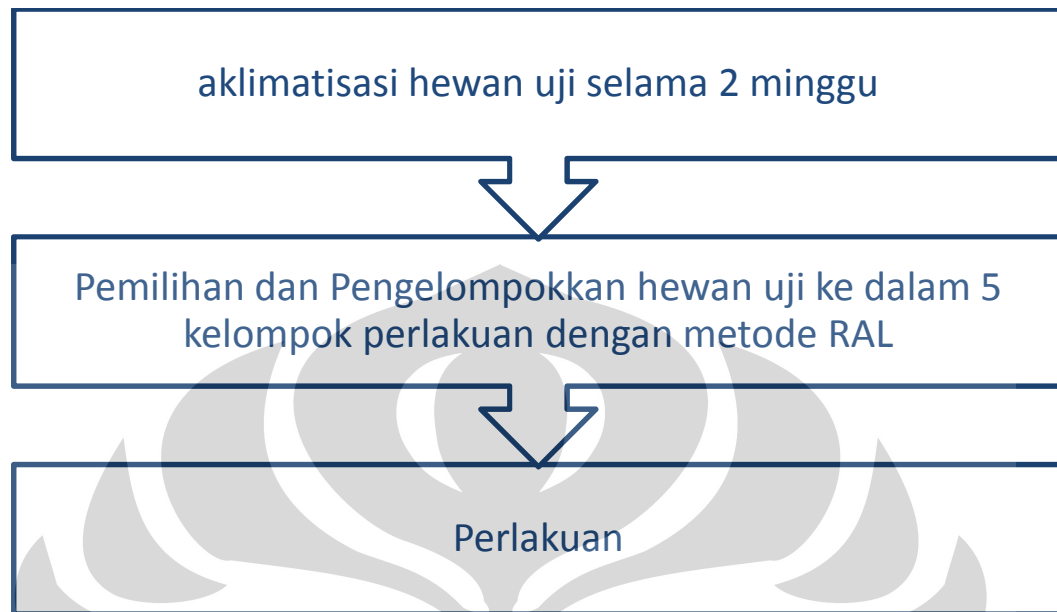 aklimatisasi hewan uji selama 2 minggu
Pemilihan dan Pengelompokkan hewan uji ke dalam 5
kelompok perlakuan dengan metode RAL
Perlakuan